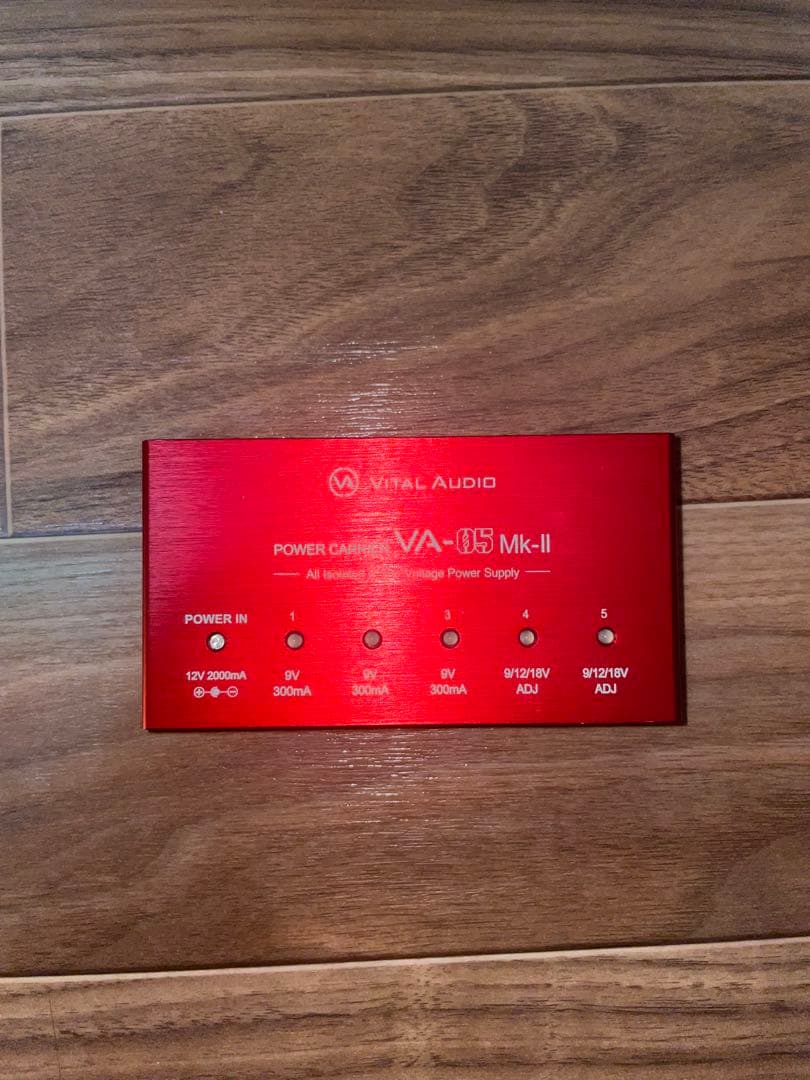 VA VITAL AUDIO
POWER CARRIER VA-05 Mk-II
All Isolated Voltage Power Supply
POWER IN 1 3 4 5
12V 2000mA 9V 9V 9V 9/12/18V 9/12/18V
300mA 300mA 300mA ADJ ADJ